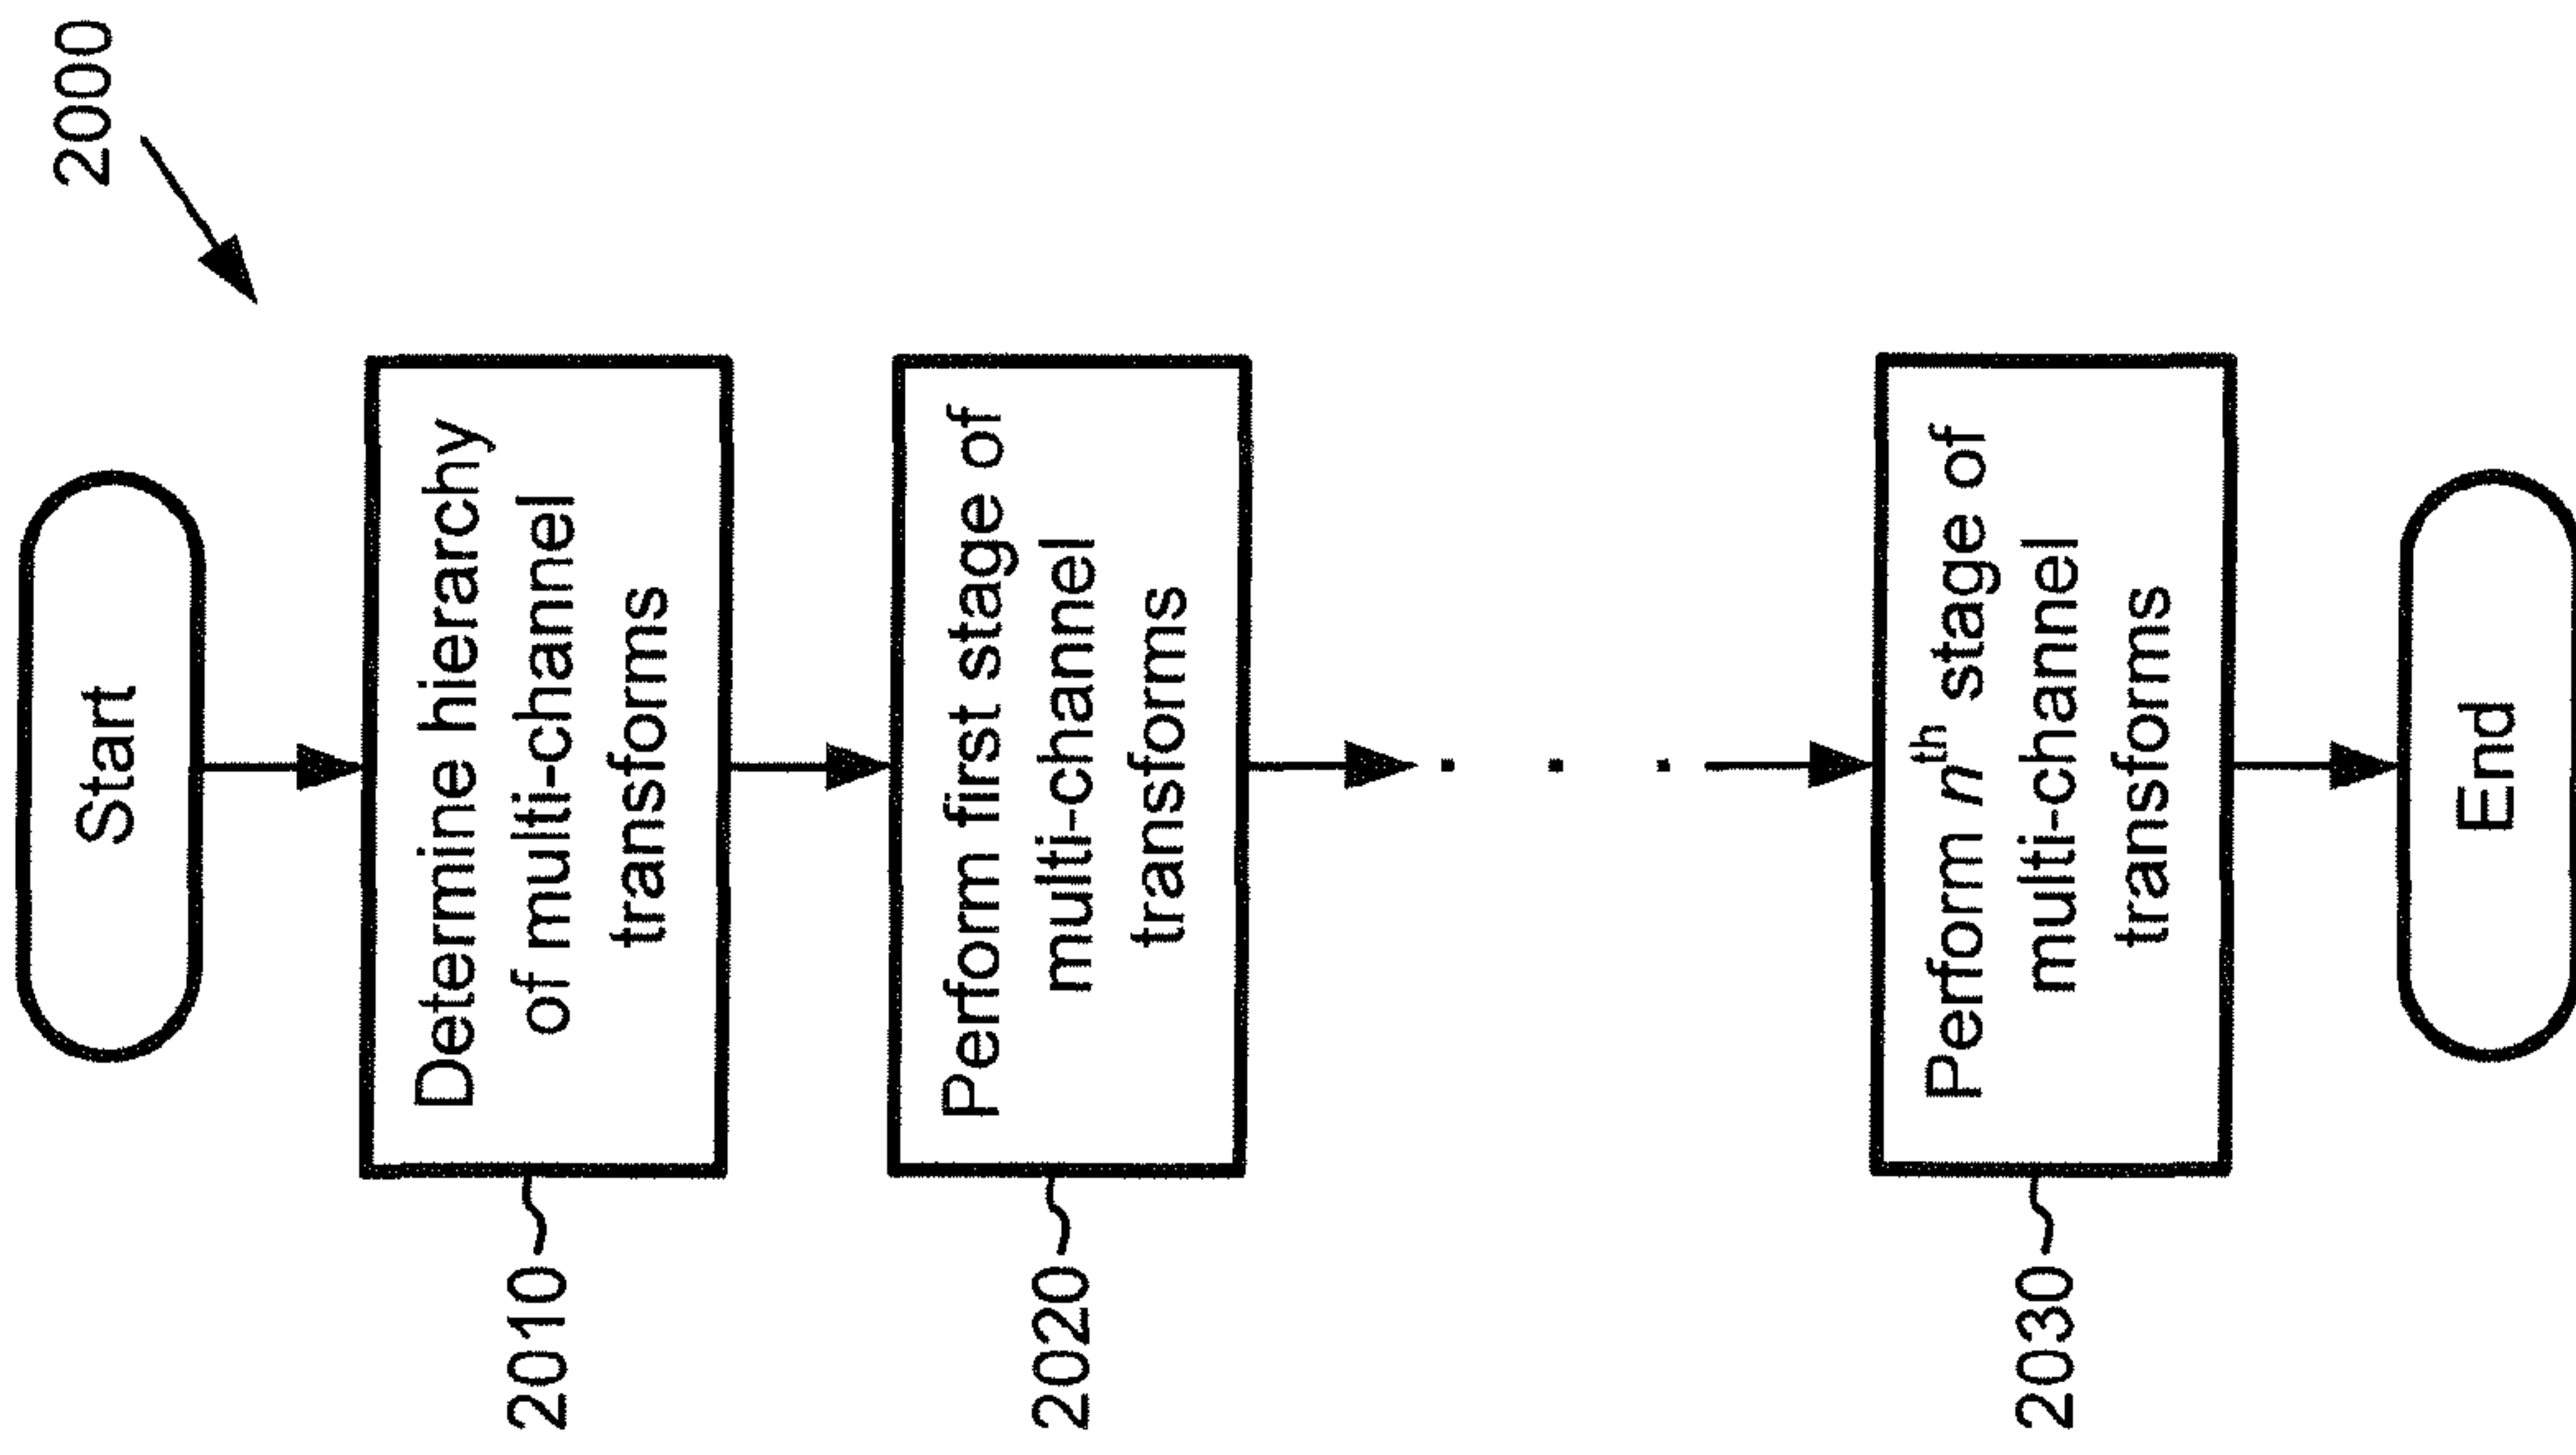 2000
Start
Determine hierarchy
of multi-channel
transforms
2010
Perform first stage of
multi-channel
transforms
2020
. . .
Perform nth stage of
multi-channel
transforms
2030
End